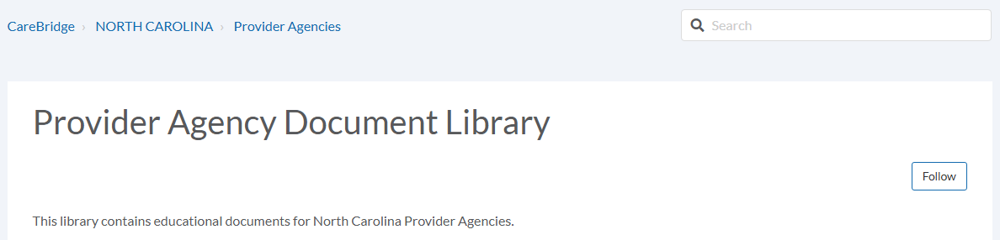 CareBridge › NORTH CAROLINA › Provider Agencies
Search
Provider Agency Document Library
Follow
This library contains educational documents for North Carolina Provider Agencies.